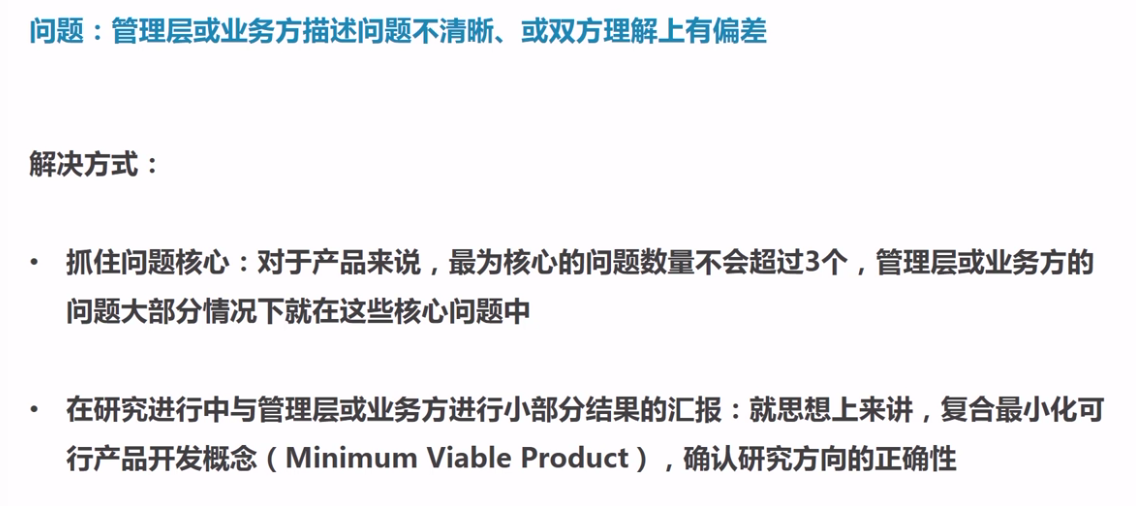 问题：管理层或业务方描述问题不清晰、或双方理解上有偏差
解决方式：
• 抓住问题核心：对于产品来说，最为核心的问题数量不会超过3个，管理层或业务方的
问题大部分情况下就在这些核心问题中
• 在研究进行中与管理层或业务方进行小部分结果的汇报：就思想上来讲，复合最小化可
行产品开发概念（Minimum Viable Product），确认研究方向的正确性